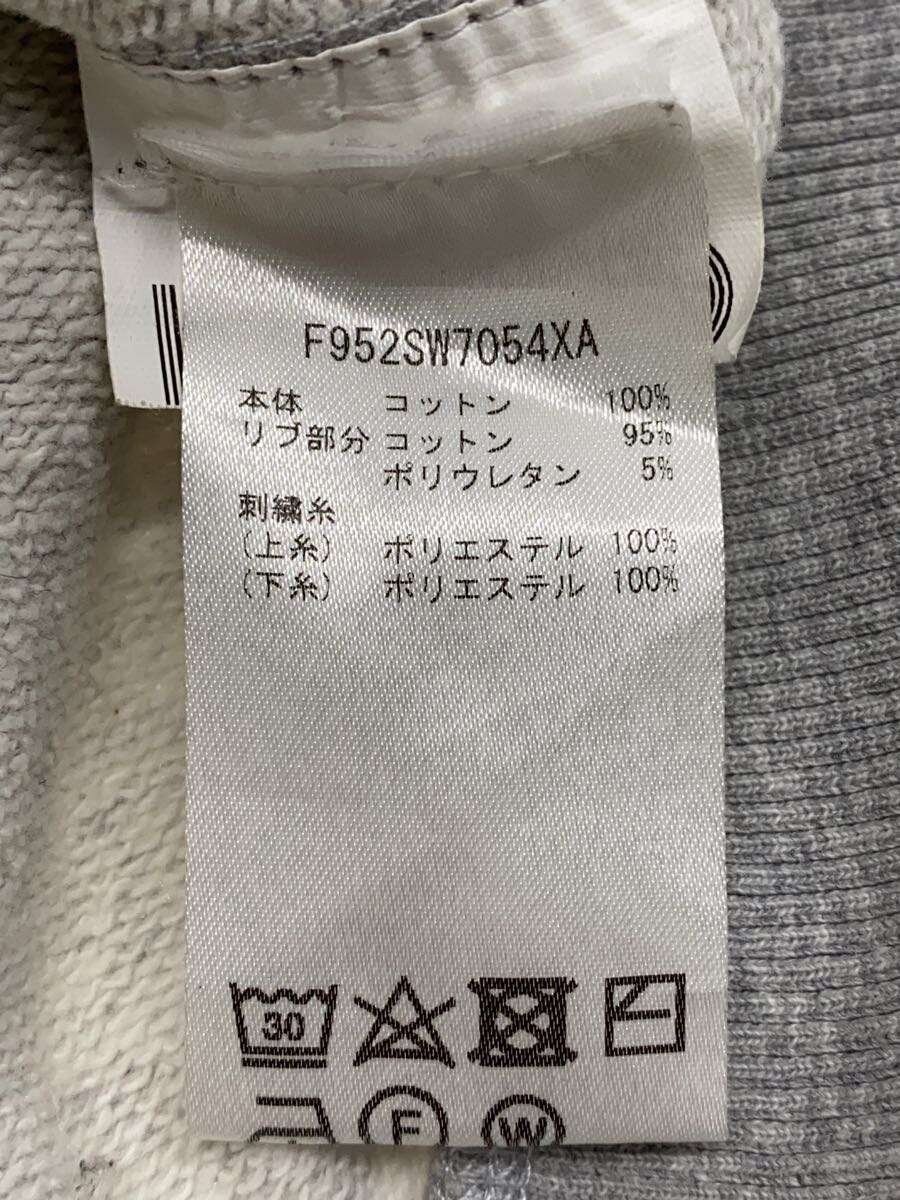 F952SW7054XA
本体 コットン 100%
リブ部分 コットン 95%
ポリウレタン 5%
刺繍糸
(上糸) ポリエステル 100%
(下糸) ポリエステル 100%
30
F W